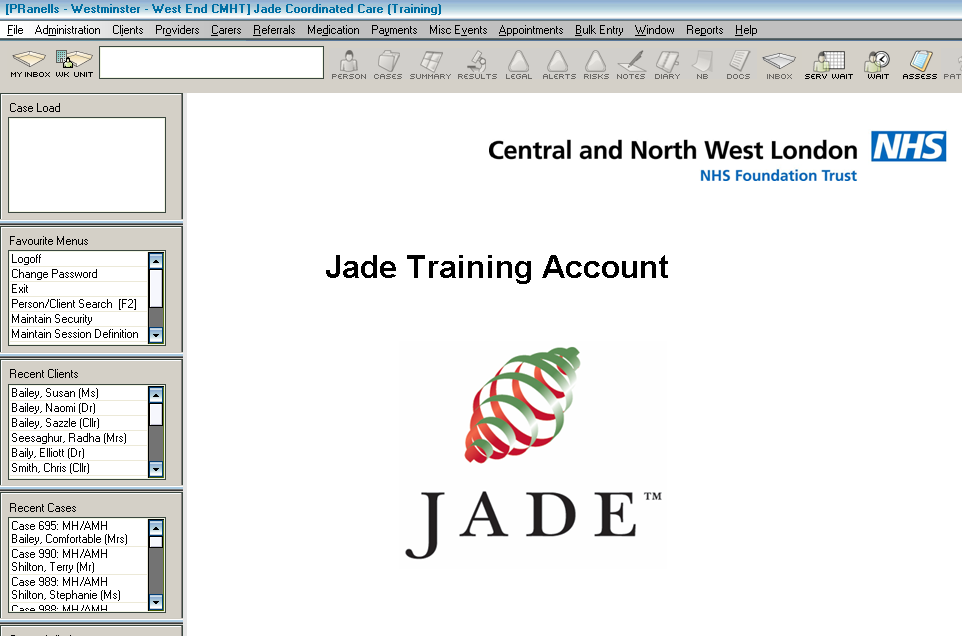 [PRanells - Westminster - West End CMHT] Jade Coordinated Care (Training)
File Administration Clients Providers Carers Referrals Medication Payments Misc Events Appointments Bulk Entry Window Reports Help
MY INBOX WK UNIT PERSON CASES SUMMARY RESULTS LEGAL ALERTS RISKS NOTES DIARY NB DOCS INBOX SERV WAIT WAIT ASSESS PAT
Case Load
Central and North West London NHS
NHS Foundation Trust
Favourite Menus
Logoff
Change Password
Exit
Person/Client Search [F2]
Maintain Security
Maintain Session Definition
Jade Training Account
Recent Clients
Bailey, Susan (Ms)
Bailey, Naomi (Dr)
Bailey, Sazzle (Cllr)
Seesaghur, Radha (Mrs)
Baily, Elliott (Dr)
Smith, Chris (Cllr)
JADE™
Recent Cases
Case 695: MH/AMH
Bailey, Comfortable (Mrs)
Case 990: MH/AMH
Shilton, Terry (Mr)
Case 989: MH/AMH
Shilton, Stephanie (Ms)
Case 988: MH/AMH